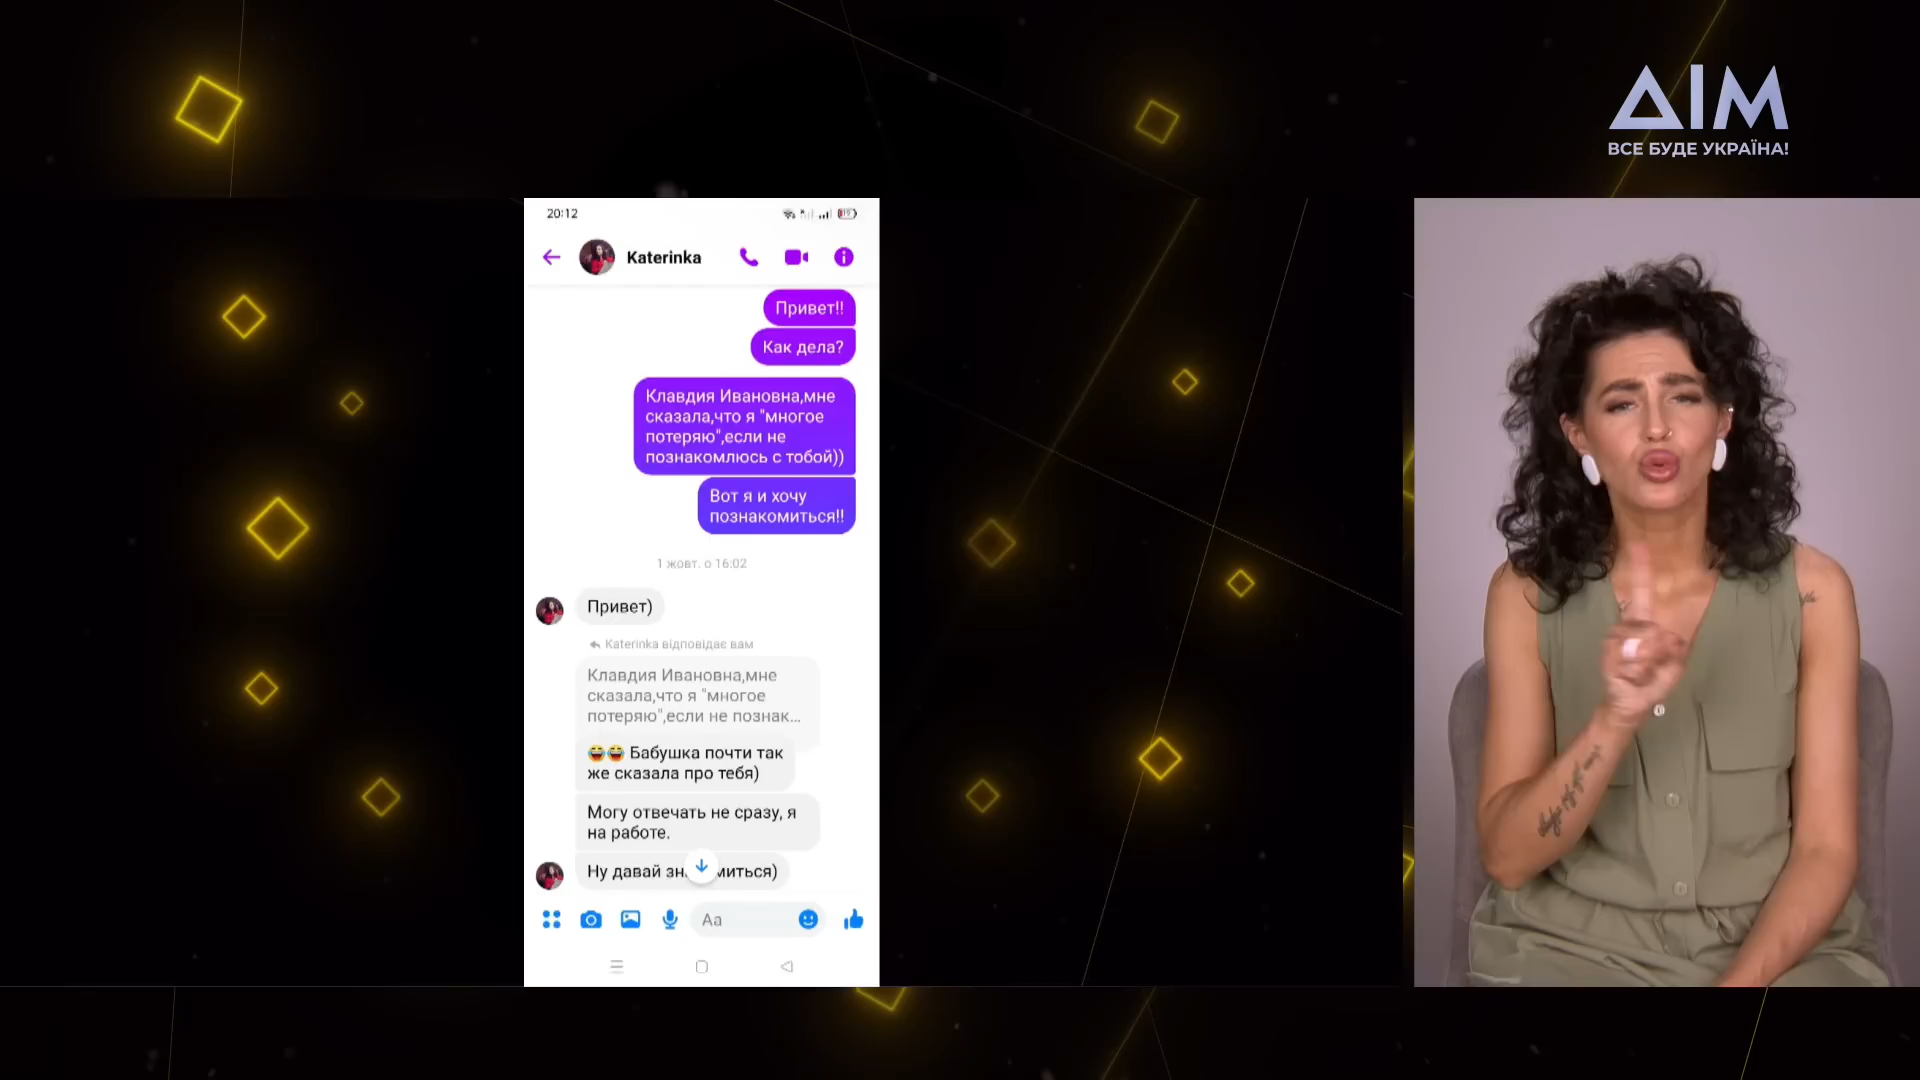 ДІМ
ВСЕ БУДЕ УКРАЇНА!
20:12
19
Katerinka
Привет!!
Как дела?
Клавдия Ивановна,мне
сказала,что я "многое
потеряю",если не
познакомлюсь с тобой))
Вот я и хочу
познакомиться!!
1 жовт. о 16:02
Привет)
Katerinka відповідає вам
Клавдия Ивановна,мне
сказала,что я "многое
потеряю",если не познак...
😂😂 Бабушка почти так
же сказала про тебя)
Могу отвечать не сразу, я
на работе.
Ну давай
Aa